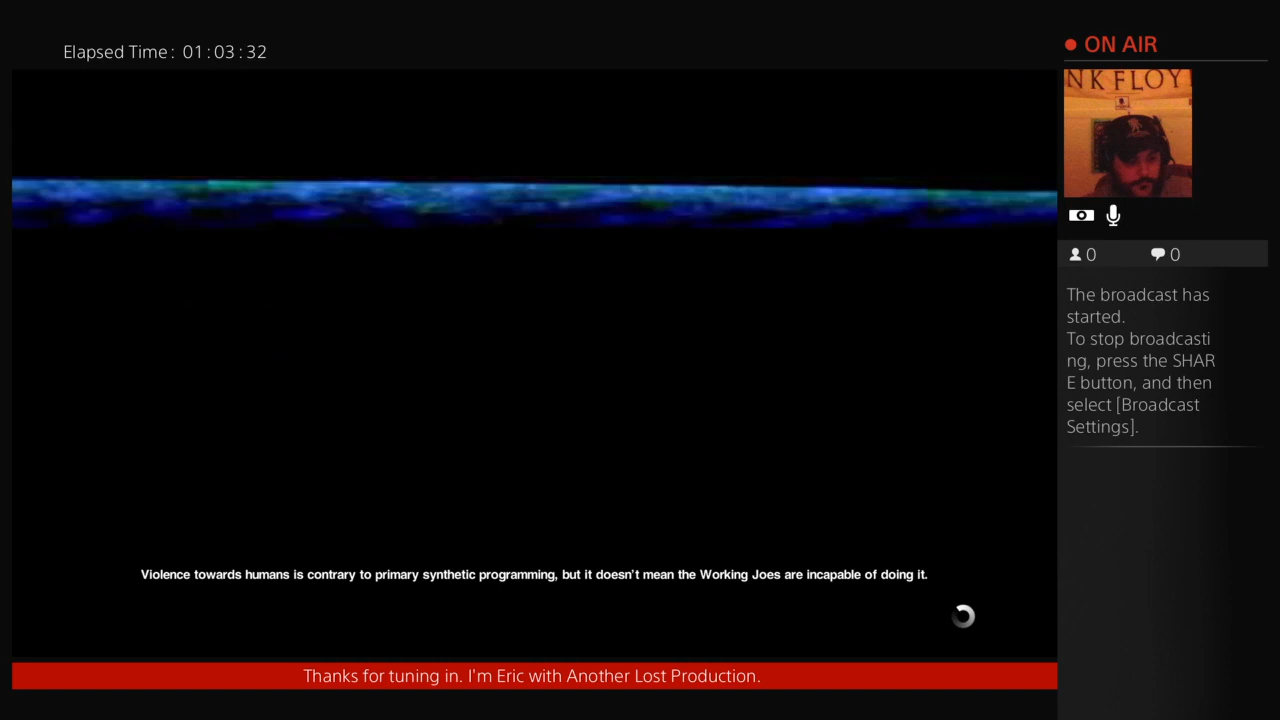 Elapsed Time: 01:03:32
ON AIR
NK FLOY
0
0
The broadcast has
started.
To stop broadcasti
ng, press the SHAR
E button, and then
select [Broadcast
Settings].
Violence towards humans is contrary to primary synthetic programming, but it doesn't mean the Working Joes are incapable of doing it.
Thanks for tuning in. I'm Eric with Another Lost Production.